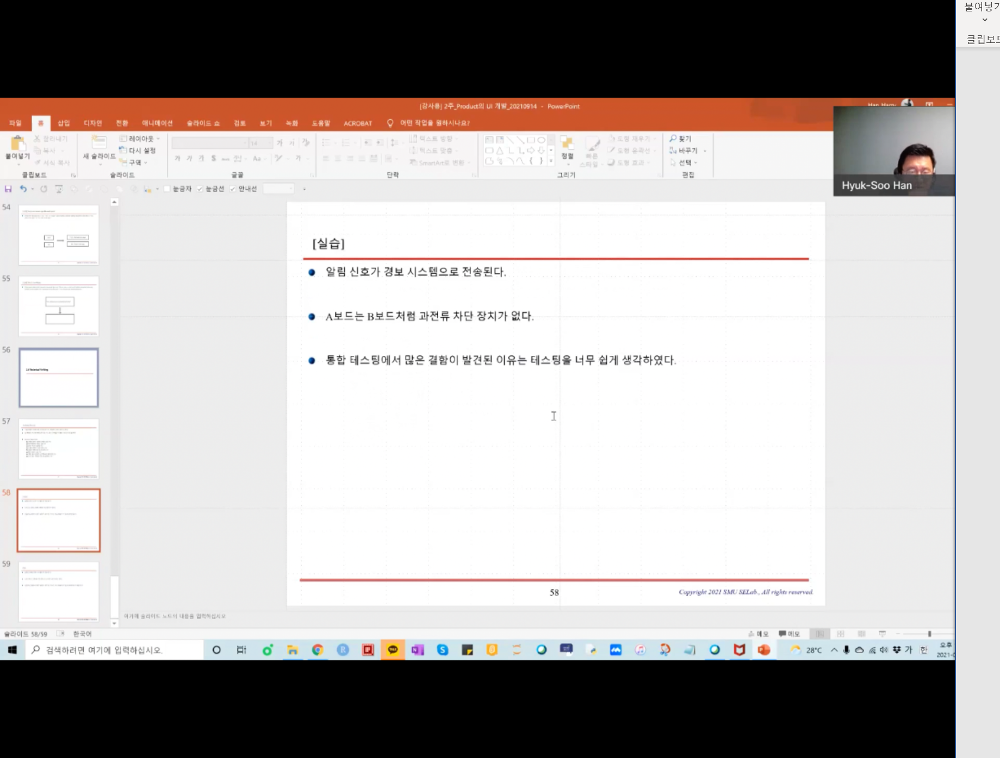 붙여넣기
클립보드
[강사용] 2주_Product의 UI 개발_20210914 - PowerPoint
Han Harry
파일 홈 삽입 디자인 전환 애니메이션 슬라이드 쇼 검토 보기 녹화 도움말 ACROBAT 어떤 작업을 원하시나요?
붙여넣기
잘라내기
복사
서식 복사
클립보드
새 슬라이드
레이아웃
다시 설정
구역
슬라이드
14
글꼴
텍스트 방향
텍스트 맞춤
SmartArt로 변환
단락
정렬
빠른 스타일
도형 채우기
도형 윤곽선
도형 효과
그리기
찾기
바꾸기
선택
편집
Hyuk-Soo Han
눈금자 눈금선 안내선
54
55
56
57
58
59
[실습]
알림 신호가 경보 시스템으로 전송된다.
A보드는 B보드처럼 과전류 차단 장치가 없다.
통합 테스팅에서 많은 결함이 발견된 이유는 테스팅을 너무 쉽게 생각하였다.
58
Copyright 2021 SMU SELab., All rights reserved.
여기에 슬라이드 노트의 내용을 입력하십시오
슬라이드 58/59 한국어
메모 메모
검색하려면 여기에 입력하십시오.
28°C
가 한
오후